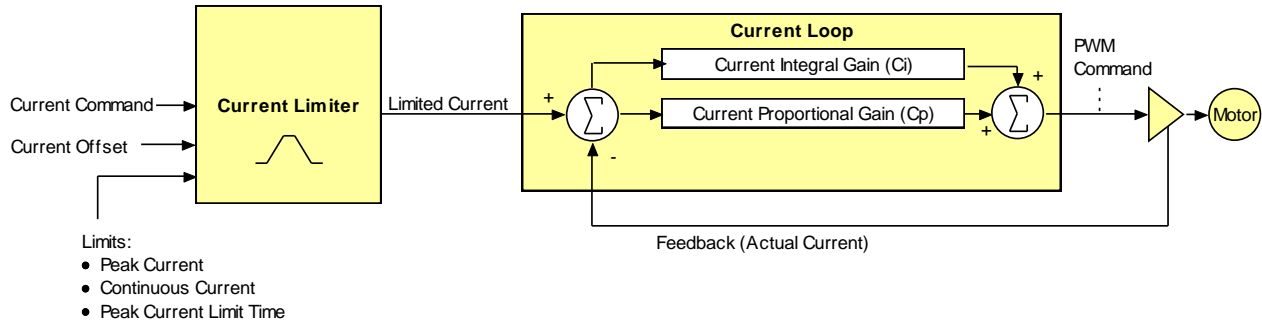 Current Loop
Current Integral Gain (Ci)
+
+
PWM
Command
Current Command
Current Limiter
Limited Current
+
∑
Current Proportional Gain (Cp)
+
∑
Motor
Current Offset
-
Limits:
Feedback (Actual Current)
● Peak Current
● Continuous Current
● Peak Current Limit Time